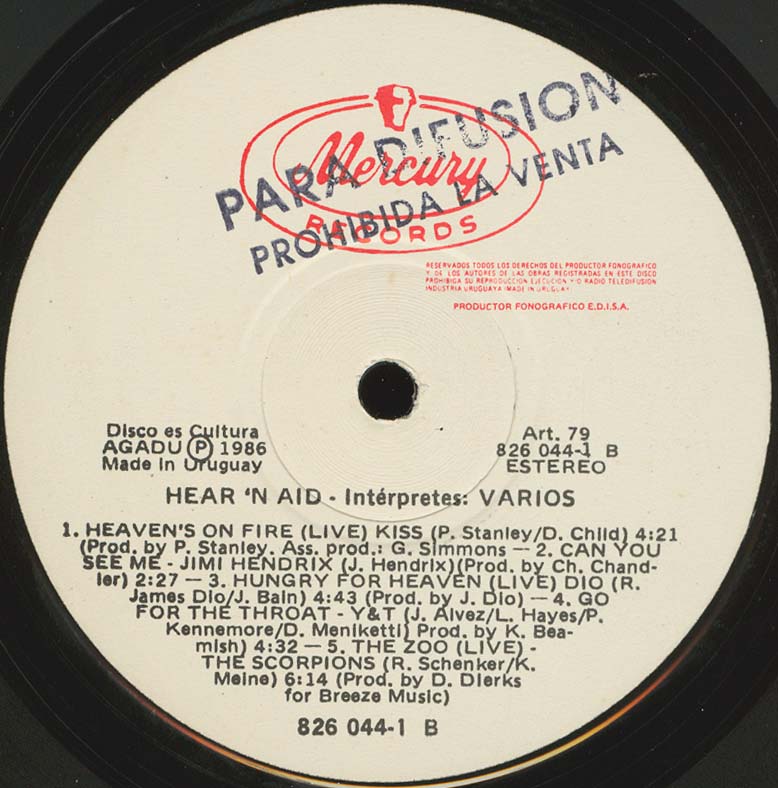 PARA DIFUSION
PROHIBIDA LA VENTA
Mercury
RECORDS
RESERVADOS TODOS LOS DERECHOS DEL PRODUCTOR FONOGRAFICO
Y DE LOS AUTORES DE LAS OBRAS REGISTRADAS EN ESTE DISCO
PROHIBIDA SU REPRODUCCION EJECUCION Y/O RADIO TELEDIFUSION
INDUSTRIA URUGUAYA (MADE IN URUGUAY
PRODUCTOR FONOGRAFICO E.D.I.S.A.
Disco es Cultura
AGADU Ⓟ 1986
Made in Uruguay
Art. 79
826 044-1 B
ESTEREO
HEAR 'N AID - Intérpretes: VARIOS
1. HEAVEN'S ON FIRE (LIVE) KISS (P. Stanley/D. Child) 4:21
(Prod. by P. Stanley. Ass. prod.: G. Simmons — 2. CAN YOU
SEE ME - JIMI HENDRIX (J. Hendrix)(Prod. by Ch. Chand-
ler) 2:27 — 3. HUNGRY FOR HEAVEN (LIVE) DIO (R.
James Dio/J. Bain) 4:43 (Prod. by J. Dio) — 4. GO
FOR THE THROAT - Y&T (J. Alvez/L. Hayes/P.
Kennemore/D. Meniketti) Prod. by K. Bea-
mish) 4:32 — 5. THE ZOO (LIVE) -
THE SCORPIONS (R. Schenker/K.
Meine) 6:14 (Prod. by D. Dierks
for Breeze Music)
826 044-1 B